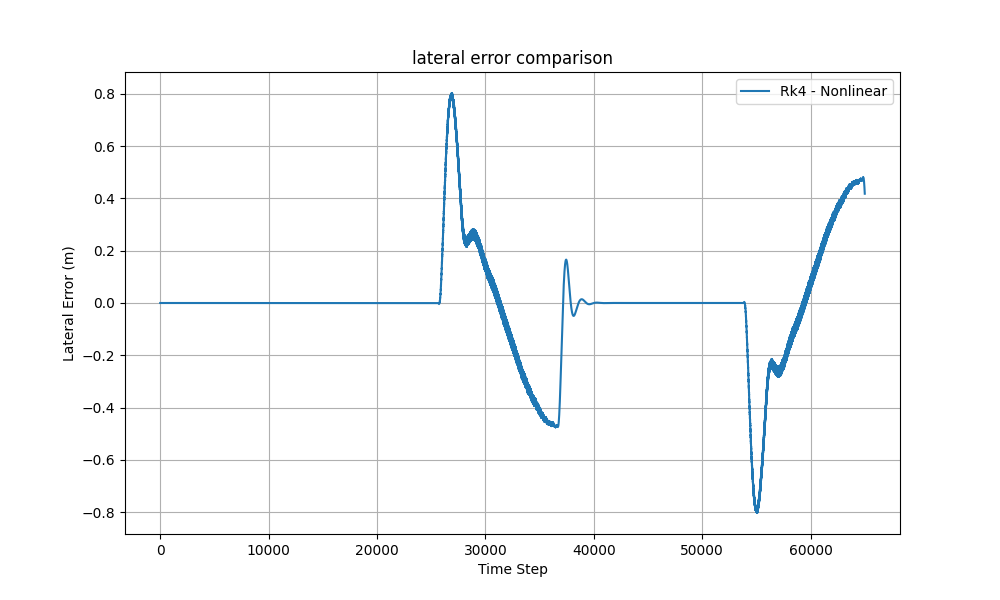 lateral error comparison
Rk4 - Nonlinear
0.8
0.6
0.4
0.2
0.0
−0.2
−0.4
−0.6
−0.8
Lateral Error (m)
0 10000 20000 30000 40000 50000 60000
Time Step